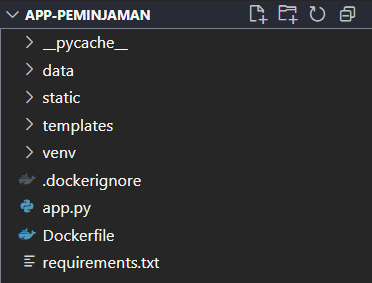 APP-PEMINJAMAN
__pycache__
data
static
templates
venv
.dockerignore
app.py
Dockerfile
requirements.txt